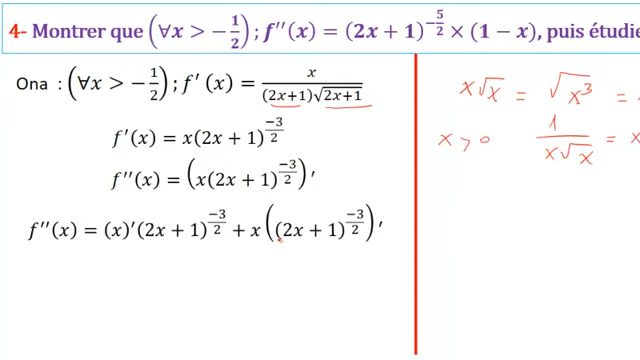 4- Montrer que (∀x > −1/2); f′′(x) = (2x + 1)^(−5/2) × (1 − x), puis étudie
Ona : (∀x > −1/2); f′(x) = x/((2x+1)√(2x+1))
f′(x) = x(2x + 1)^(−3/2)
f′′(x) = (x(2x + 1)^(−3/2))′
f′′(x) = (x)′(2x + 1)^(−3/2) + x((2x + 1)^(−3/2))′
x√x = √(x³) =
x > 0 1/(x√x) = x